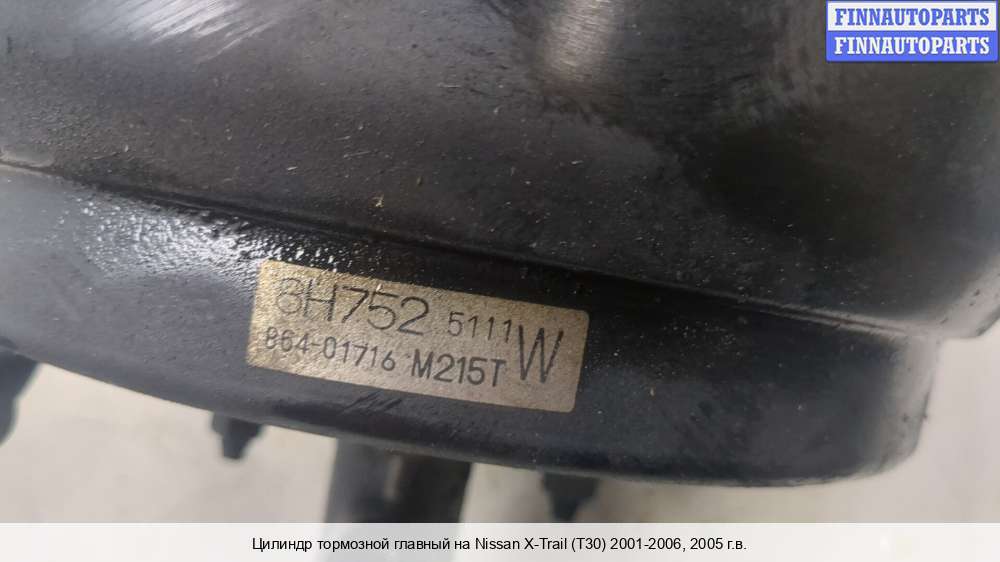 FINNAUTOPARTS
FINNAUTOPARTS
8H752 5111 W
864-01716 M215T
Цилиндр тормозной главный на Nissan X-Trail (T30) 2001-2006, 2005 г.в.